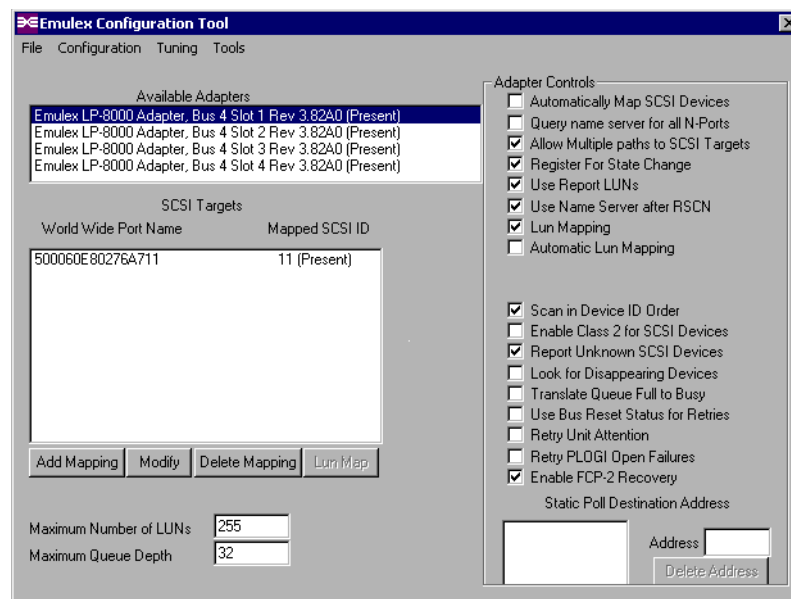 Emulex Configuration Tool
File Configuration Tuning Tools
Available Adapters
Emulex LP-8000 Adapter, Bus 4 Slot 1 Rev 3.82A0 (Present)
Emulex LP-8000 Adapter, Bus 4 Slot 2 Rev 3.82A0 (Present)
Emulex LP-8000 Adapter, Bus 4 Slot 3 Rev 3.82A0 (Present)
Emulex LP-8000 Adapter, Bus 4 Slot 4 Rev 3.82A0 (Present)
SCSI Targets
World Wide Port Name Mapped SCSI ID
500060E80276A711 11 (Present)
Add Mapping Modify Delete Mapping Lun Map
Maximum Number of LUNs 255
Maximum Queue Depth 32
Adapter Controls
Automatically Map SCSI Devices
Query name server for all N-Ports
Allow Multiple paths to SCSI Targets
Register For State Change
Use Report LUNs
Use Name Server after RSCN
Lun Mapping
Automatic Lun Mapping
Scan in Device ID Order
Enable Class 2 for SCSI Devices
Report Unknown SCSI Devices
Look for Disappearing Devices
Translate Queue Full to Busy
Use Bus Reset Status for Retries
Retry Unit Attention
Retry PLOGI Open Failures
Enable FCP-2 Recovery
Static Poll Destination Address
Address
Delete Address